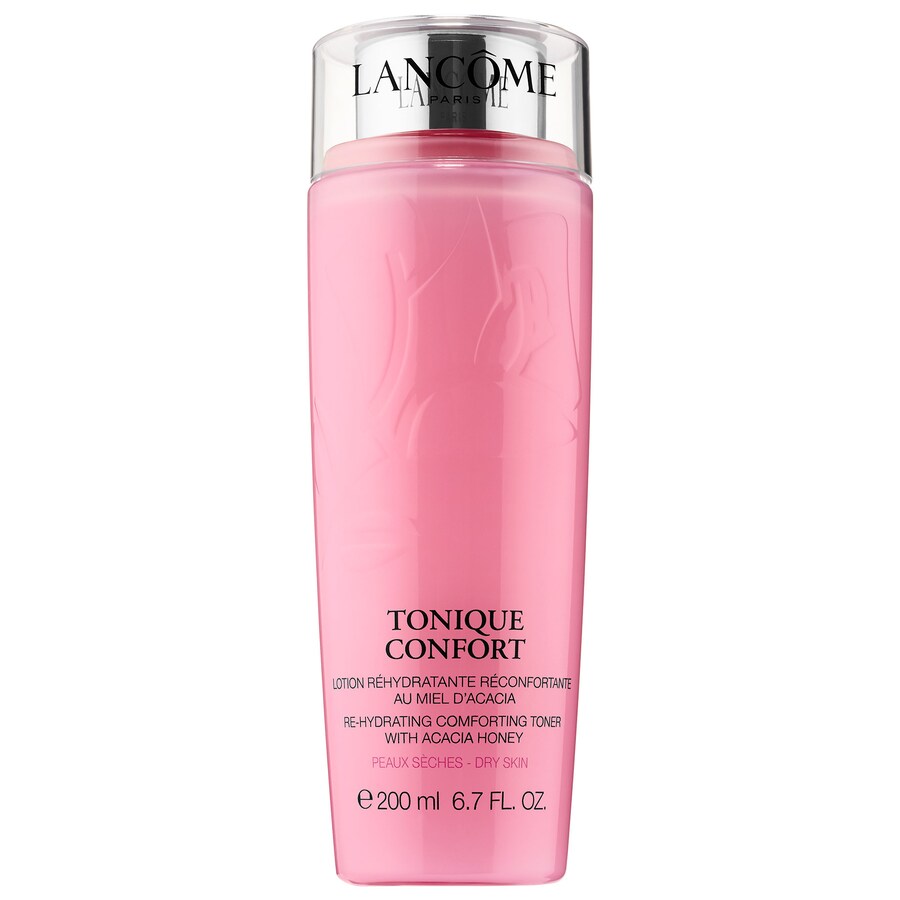 LANCÔME
PARIS
TONIQUE
CONFORT
LOTION RÉHYDRATANTE RÉCONFORTANTE
AU MIEL D'ACACIA
RE-HYDRATING COMFORTING TONER
WITH ACACIA HONEY
PEAUX SÈCHES - DRY SKIN
℮ 200 ml 6.7 FL. OZ.